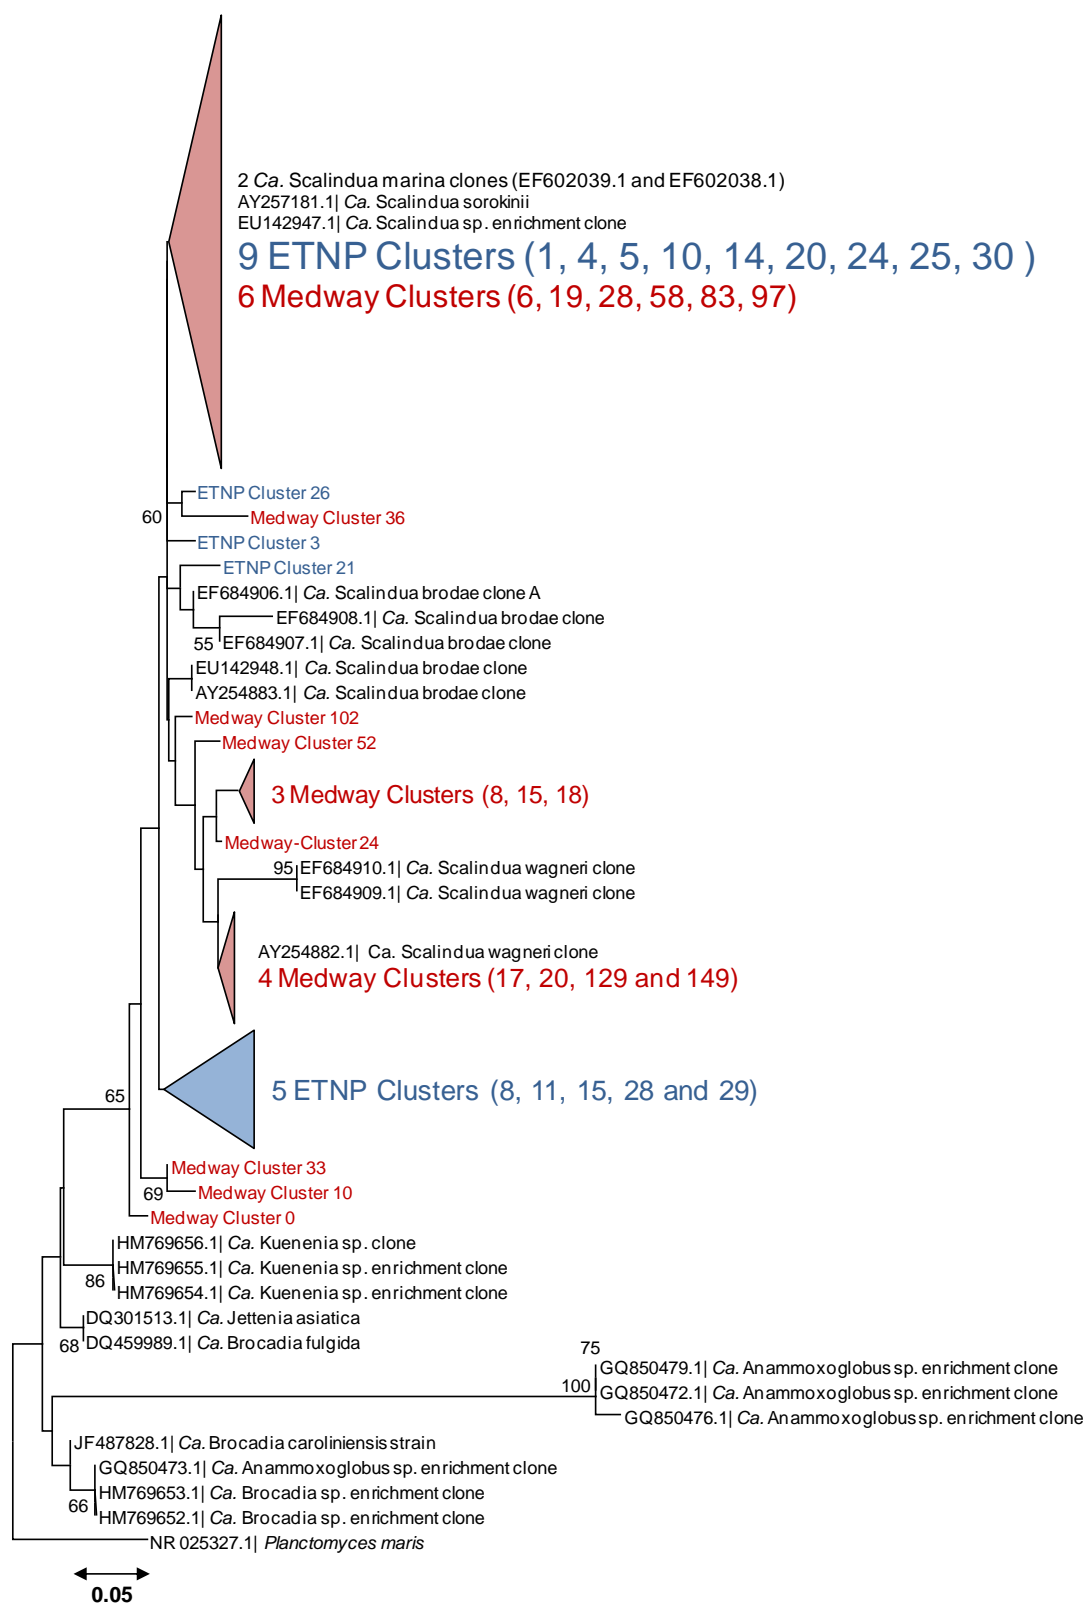 2 Ca. Scalindua marina clones (EF602039.1 and EF602038.1)
AY257181.1| Ca. Scalindua sorokinii
EU142947.1| Ca. Scalindua sp. enrichment clone
9 ETNP Clusters (1, 4, 5, 10, 14, 20, 24, 25, 30 )
6 Medway Clusters (6, 19, 28, 58, 83, 97)
ETNP Cluster 26
60
Medway Cluster 36
ETNP Cluster 3
ETNP Cluster 21
EF684906.1| Ca. Scalindua brodae clone A
EF684908.1| Ca. Scalindua brodae clone
55
EF684907.1| Ca. Scalindua brodae clone
EU142948.1| Ca. Scalindua brodae clone
AY254883.1| Ca. Scalindua brodae clone
Medway Cluster 102
Medway Cluster 52
3 Medway Clusters (8, 15, 18)
Medway-Cluster 24
95
EF684910.1| Ca. Scalindua wagneri clone
EF684909.1| Ca. Scalindua wagneri clone
AY254882.1| Ca. Scalindua wagneri clone
4 Medway Clusters (17, 20, 129 and 149)
65
5 ETNP Clusters (8, 11, 15, 28 and 29)
Medway Cluster 33
69
Medway Cluster 10
Medway Cluster 0
HM769656.1| Ca. Kuenenia sp. clone
HM769655.1| Ca. Kuenenia sp. enrichment clone
86
HM769654.1| Ca. Kuenenia sp. enrichment clone
DQ301513.1| Ca. Jettenia asiatica
68
DQ459989.1| Ca. Brocadia fulgida
75
GQ850479.1| Ca. Anammoxoglobus sp. enrichment clone
100
GQ850472.1| Ca. Anammoxoglobus sp. enrichment clone
GQ850476.1| Ca. Anammoxoglobus sp. enrichment clone
JF487828.1| Ca. Brocadia caroliniensis strain
GQ850473.1| Ca. Anammoxoglobus sp. enrichment clone
HM769653.1| Ca. Brocadia sp. enrichment clone
66
HM769652.1| Ca. Brocadia sp. enrichment clone
NR 025327.1| Planctomyces maris
0.05